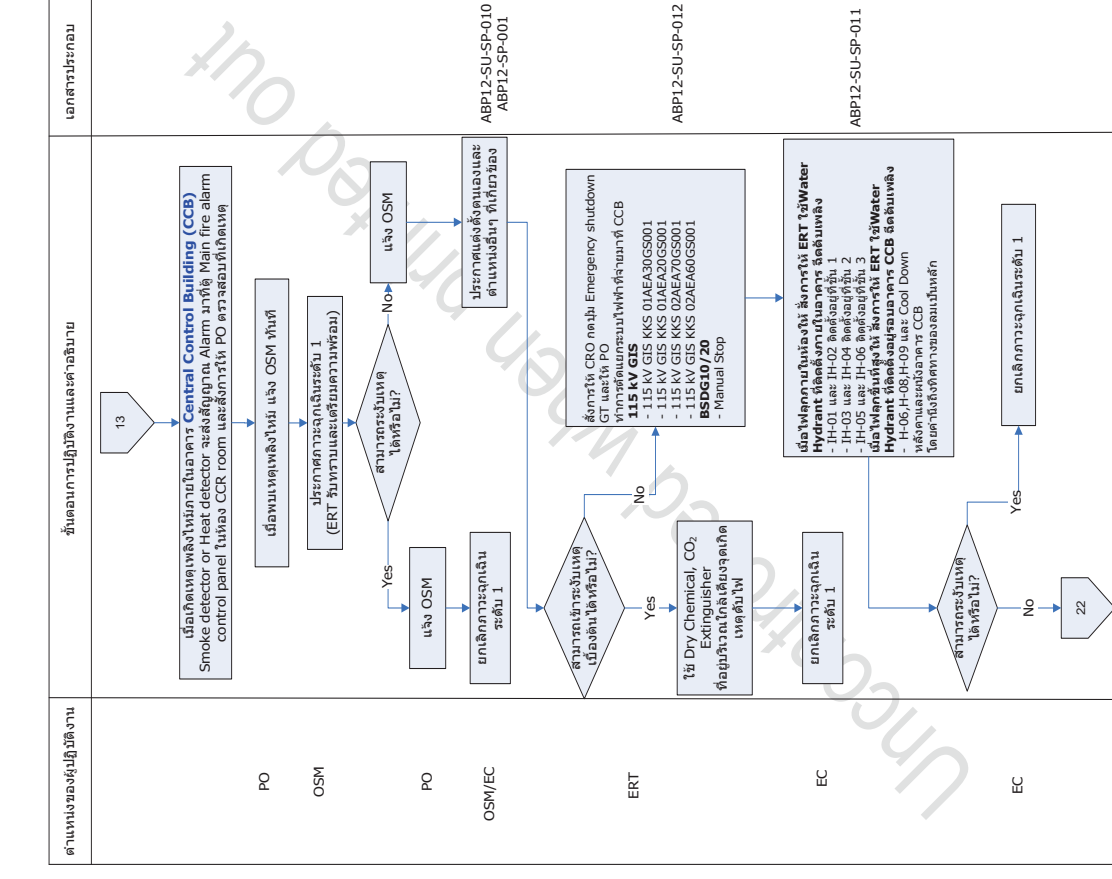 ตำแหน่งของผู้ปฏิบัติงาน
ขั้นตอนการปฏิบัติงานและคำอธิบาย
เอกสารประกอบ
13
เมื่อเกิดเหตุเพลิงไหม้ภายในอาคาร Central Control Building (CCB)
Smoke detector or Heat detector จะส่งสัญญาณ Alarm มาที่ตู้ Main fire alarm
control panel ในห้อง CCR room และสั่งการให้ PO ตรวจสอบที่เกิดเหตุ
PO
เมื่อพบเหตุเพลิงไหม้ แจ้ง OSM ทันที
OSM
ประกาศภาวะฉุกเฉินระดับ 1
(ERT รับทราบและเตรียมความพร้อม)
สามารถระงับเหตุ
ได้หรือไม่?
Yes
No
PO
แจ้ง OSM
แจ้ง OSM
OSM/EC
ยกเลิกภาวะฉุกเฉิน
ระดับ 1
ประกาศแต่งตั้งตนเองและ
ตำแหน่งอื่นๆ ที่เกี่ยวข้อง
ABP12-SU-SP-010
ABP12-SP-001
สามารถเข้าระงับเหตุ
เบื้องต้นได้หรือไม่?
No
Yes
ERT
ใช้ Dry Chemical, CO₂
Extinguisher
ที่อยู่บริเวณใกล้เคียงจุดเกิด
เหตุดับไฟ
สั่งการให้ CRO กดปุ่ม Emergency shutdown
GT และให้ PO
ทำการตัดแยกระบบไฟฟ้าที่จ่ายมาที่ CCB
115 kV GIS
- 115 kV GIS KKS 01AEA30GS001
- 115 kV GIS KKS 01AEA20GS001
- 115 kV GIS KKS 02AEA70GS001
- 115 kV GIS KKS 02AEA60GS001
BSDG10/20
- Manual Stop
ABP12-SU-SP-012
EC
ยกเลิกภาวะฉุกเฉิน
ระดับ 1
เมื่อไฟลุกภายในห้องให้ สั่งการให้ ERT ใช้Water
Hydrant ที่ติดตั้งภายในอาคาร ฉีดดับเพลิง
- IH-01 และ IH-02 ติดตั้งอยู่ที่ชั้น 1
- IH-03 และ IH-04 ติดตั้งอยู่ที่ชั้น 2
- IH-05 และ IH-06 ติดตั้งอยู่ที่ชั้น 3
เมื่อไฟลุกขึ้นที่สูงให้ สั่งการให้ ERT ใช้Water
Hydrant ที่ติดตั้งอยู่รอบอาคาร CCB ฉีดดับเพลิง
- H-06,H-08,H-09 และ Cool Down
หลังคาและผนังอาคาร CCB
โดยคำนึงถึงทิศทางของลมเป็นหลัก
ABP12-SU-SP-011
EC
สามารถระงับเหตุ
ได้หรือไม่?
Yes
ยกเลิกภาวะฉุกเฉินระดับ 1
No
22
Uncontrolled when printed out